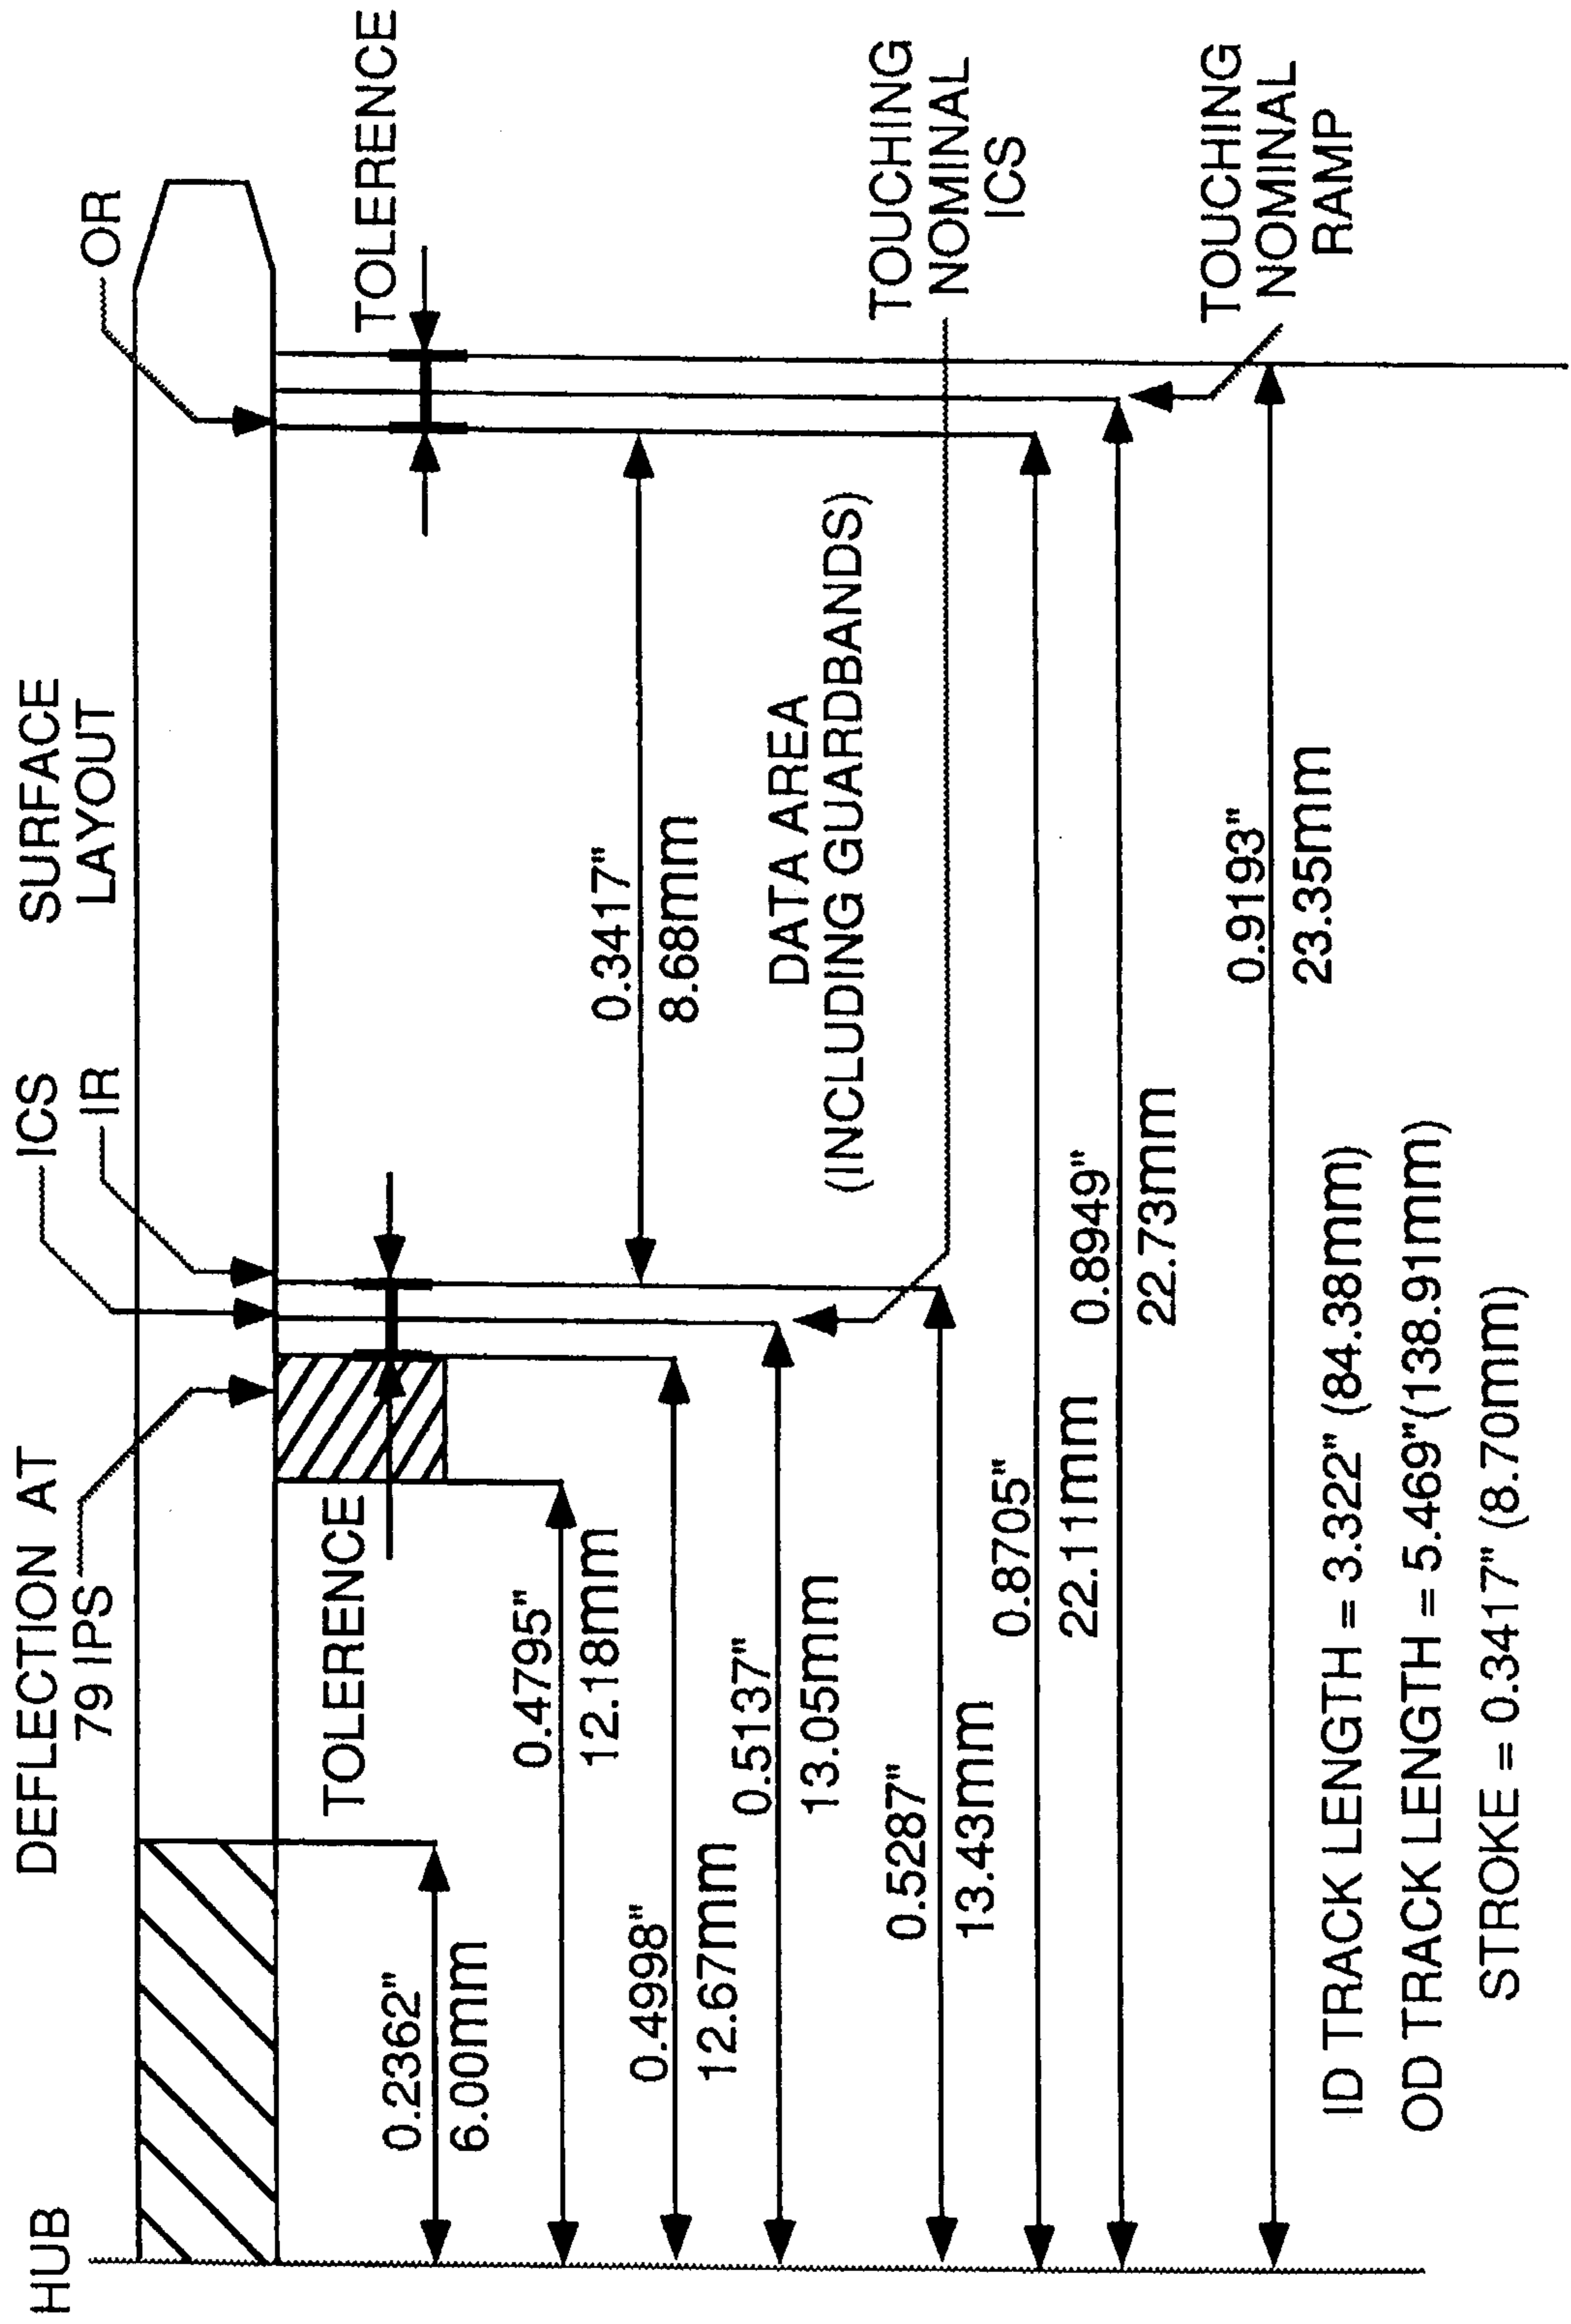 HUB
DEFLECTION AT
79 IPS
ICS
IR
SURFACE
LAYOUT
OR
TOLERENCE
TOLERENCE
0.2362"
6.00mm
0.4795"
12.18mm
0.4998"
12.67mm
0.5137"
13.05mm
0.5287"
13.43mm
0.3417"
8.68mm
DATA AREA
(INCLUDING GUARDBANDS)
TOUCHING
NOMINAL
ICS
0.8705"
22.11mm
0.8949"
22.73mm
TOUCHING
NOMINAL
RAMP
0.9193"
23.35mm
ID TRACK LENGTH = 3.322" (84.38mm)
OD TRACK LENGTH = 5.469"(138.91mm)
STROKE = 0.3417" (8.70mm)